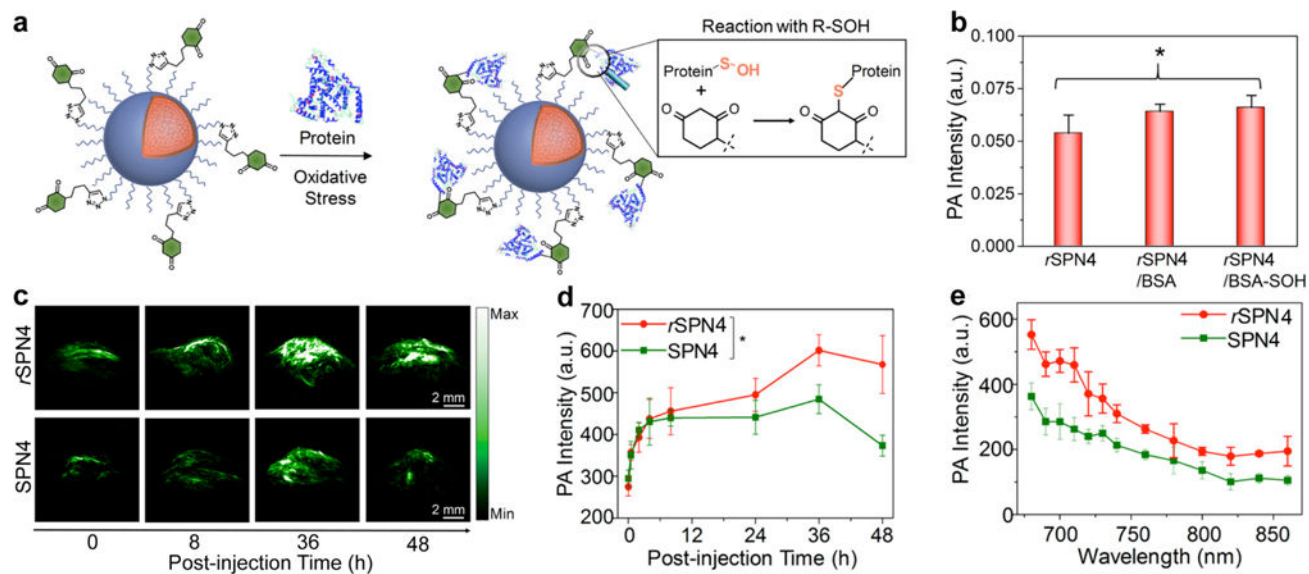 a
Protein
Oxidative
Stress
Reaction with R-SOH
Protein
S-OH
+
O
O
Protein
S
O
O
b
PA Intensity (a.u.)
0.100
0.075
0.050
0.025
0.000
*
rSPN4
rSPN4
/BSA
rSPN4
/BSA-SOH
c
rSPN4
SPN4
2 mm
2 mm
Max
Min
0
8
36
48
Post-injection Time (h)
d
PA Intensity (a.u.)
700
600
500
400
300
200
rSPN4
SPN4
*
0
12
24
36
48
Post-injection Time (h)
e
PA Intensity (a.u.)
600
400
200
0
rSPN4
SPN4
700
750
800
850
Wavelength (nm)